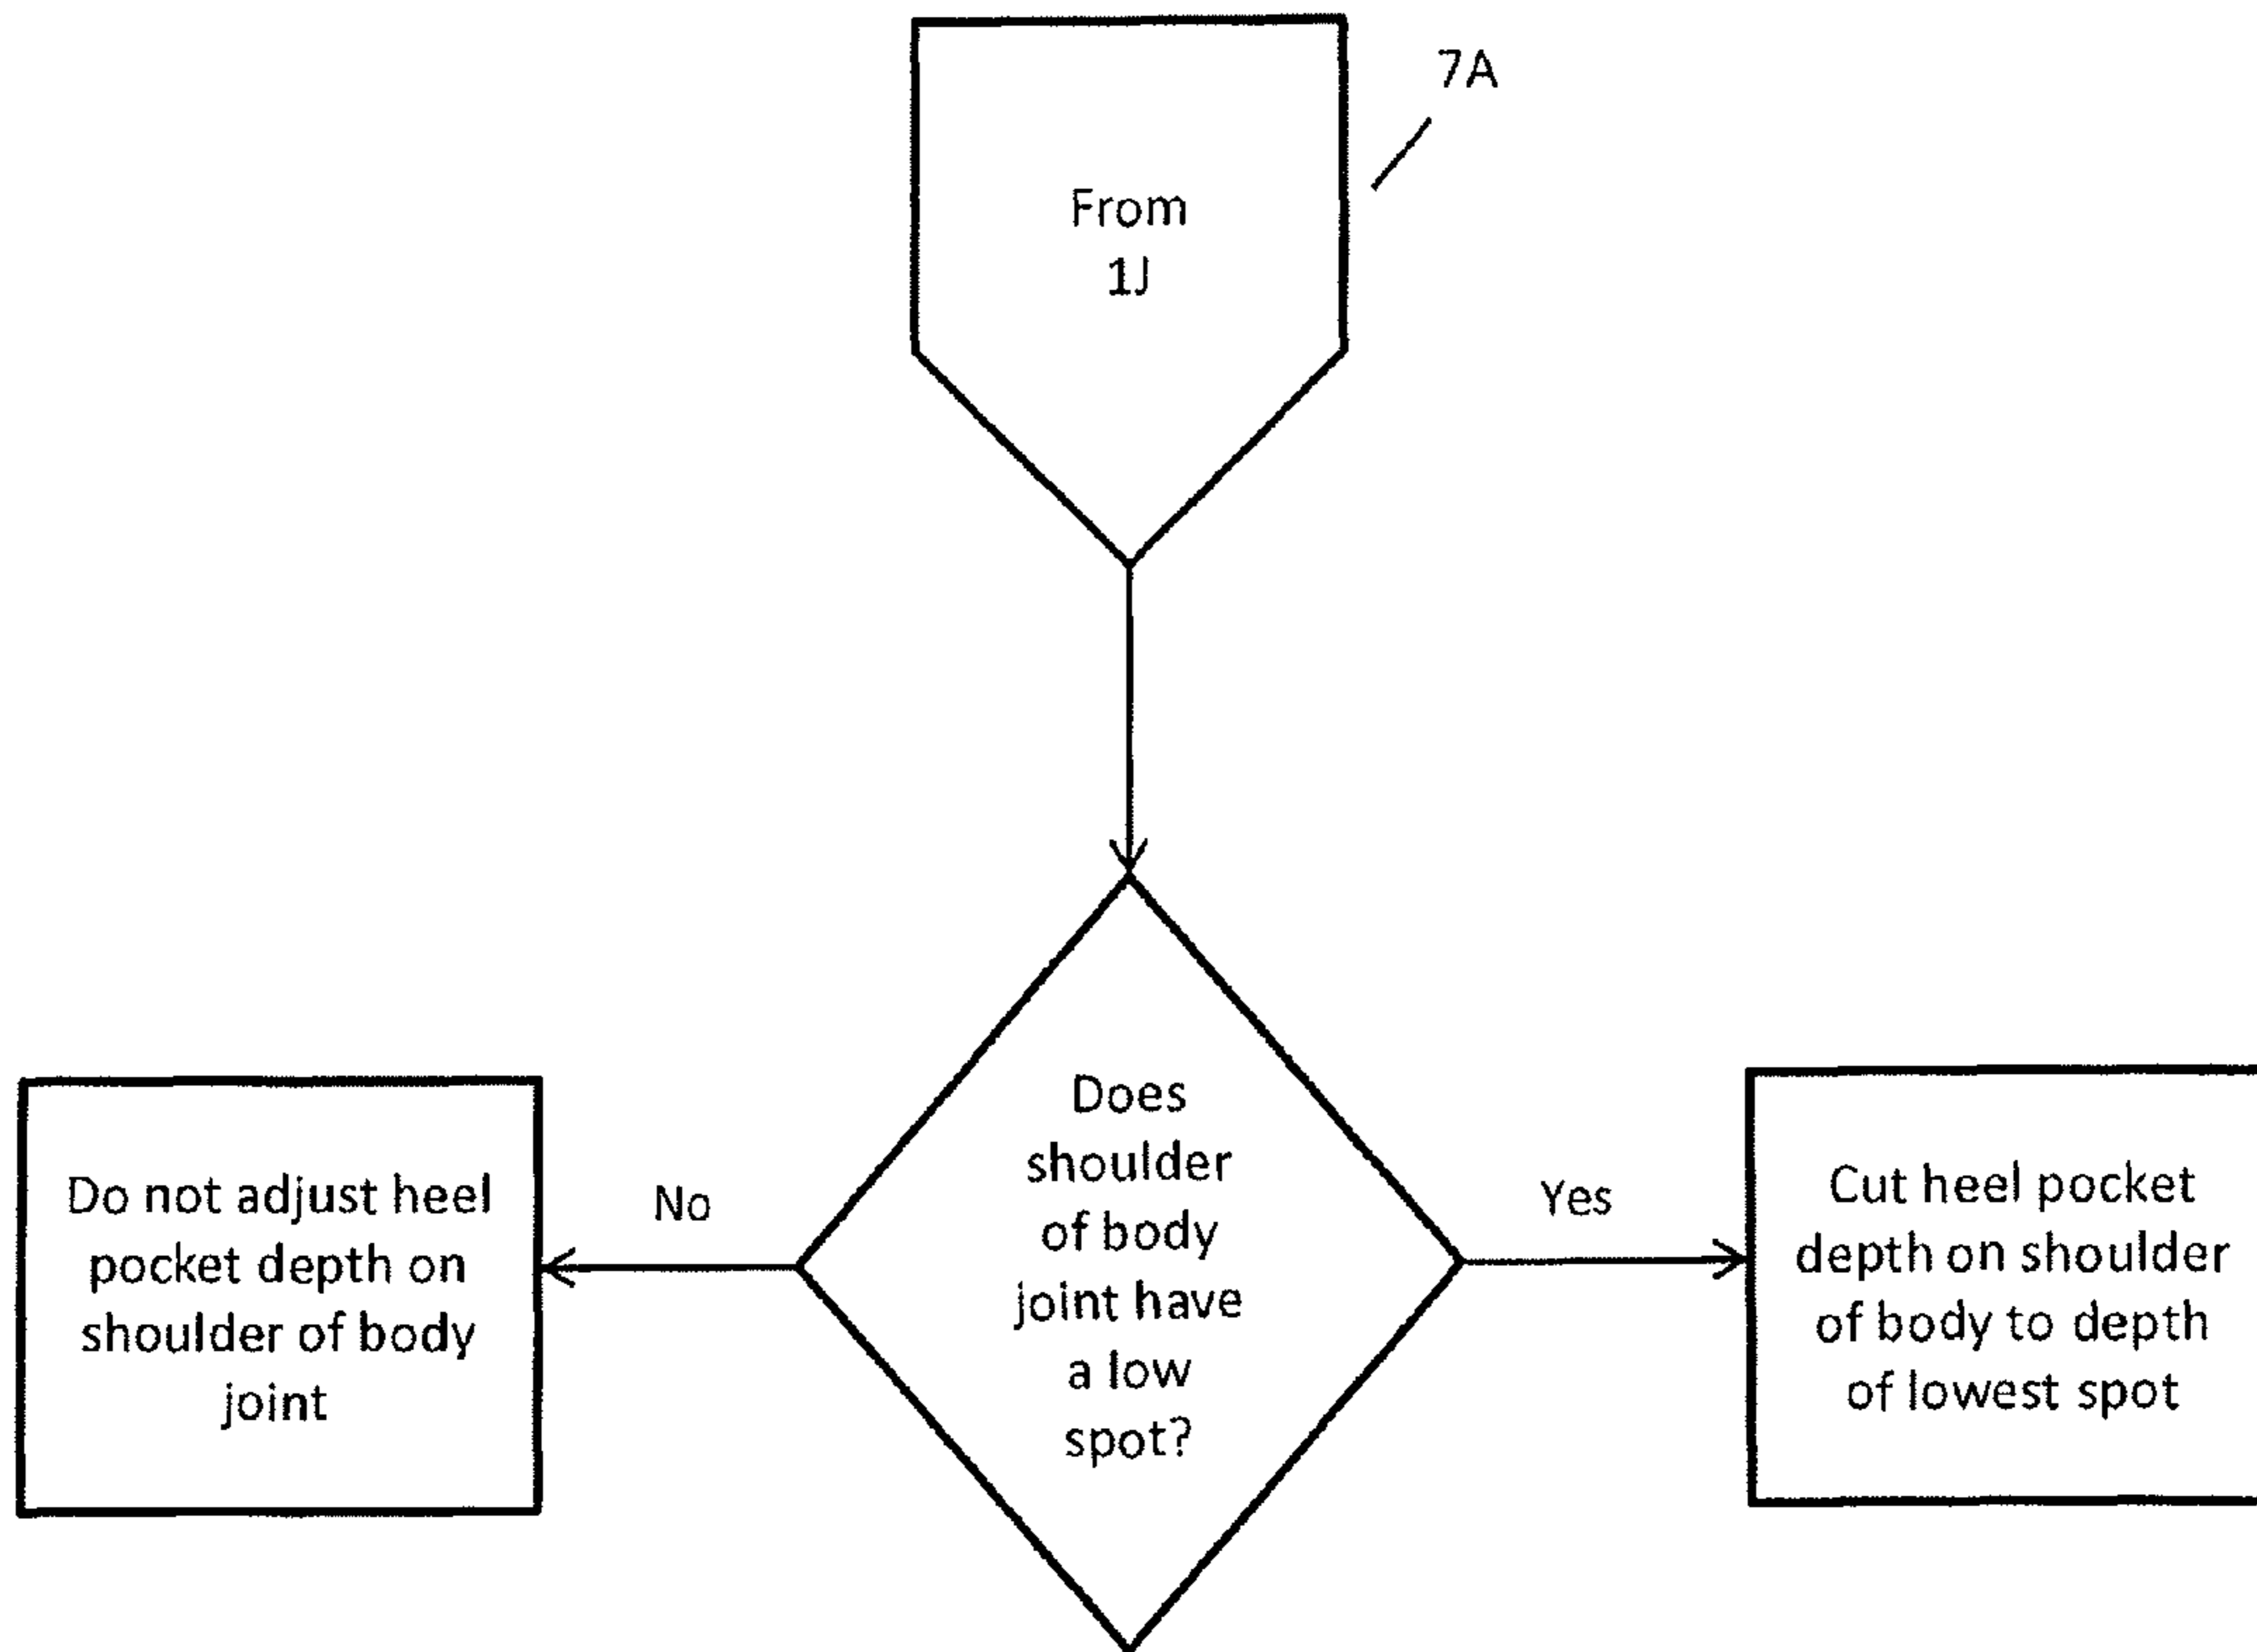 7A
From
1J
Does
shoulder
of body
joint have
a low
spot?
No
Do not adjust heel
pocket depth on
shoulder of body
joint
Yes
Cut heel pocket
depth on shoulder
of body to depth
of lowest spot